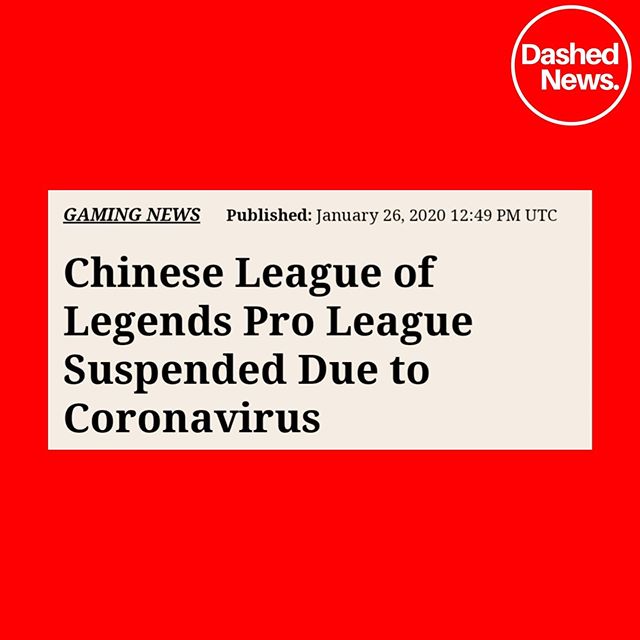 Dashed
News.
GAMING NEWS Published: January 26, 2020 12:49 PM UTC
Chinese League of
Legends Pro League
Suspended Due to
Coronavirus